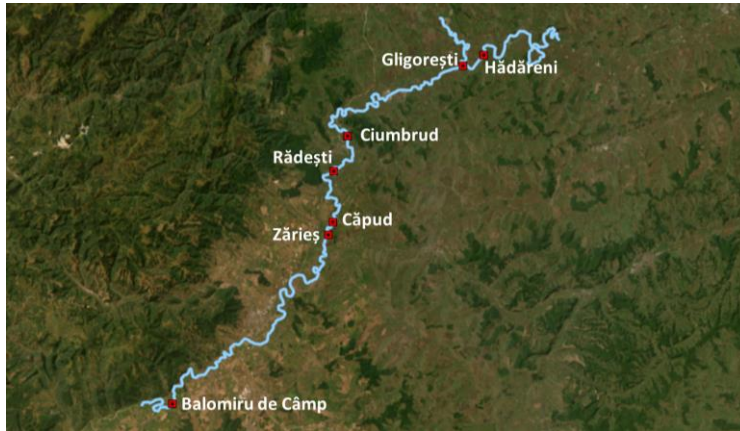 Gligorești
Hădăreni
Ciumbrud
Rădești
Căpud
Zărieș
Balomiru de Câmp